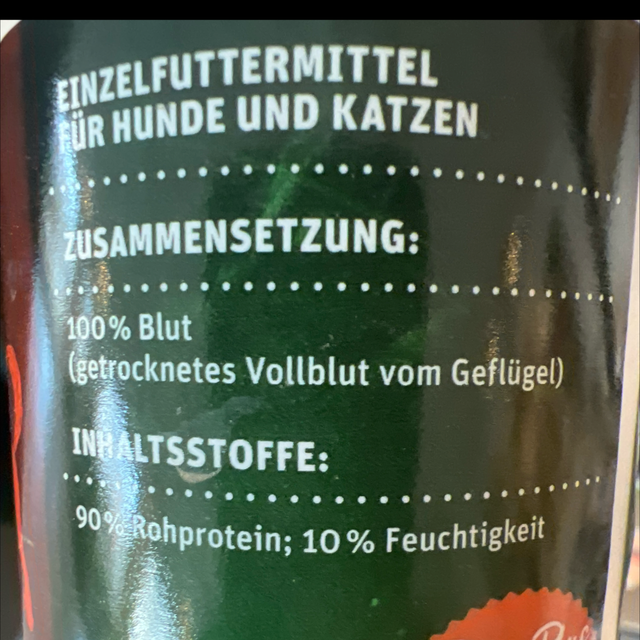 EINZELFUTTERMITTEL
FÜR HUNDE UND KATZEN
ZUSAMMENSETZUNG:
100% Blut
(getrocknetes Vollblut vom Geflügel)
INHALTSSTOFFE:
90% Rohprotein; 10% Feuchtigkeit